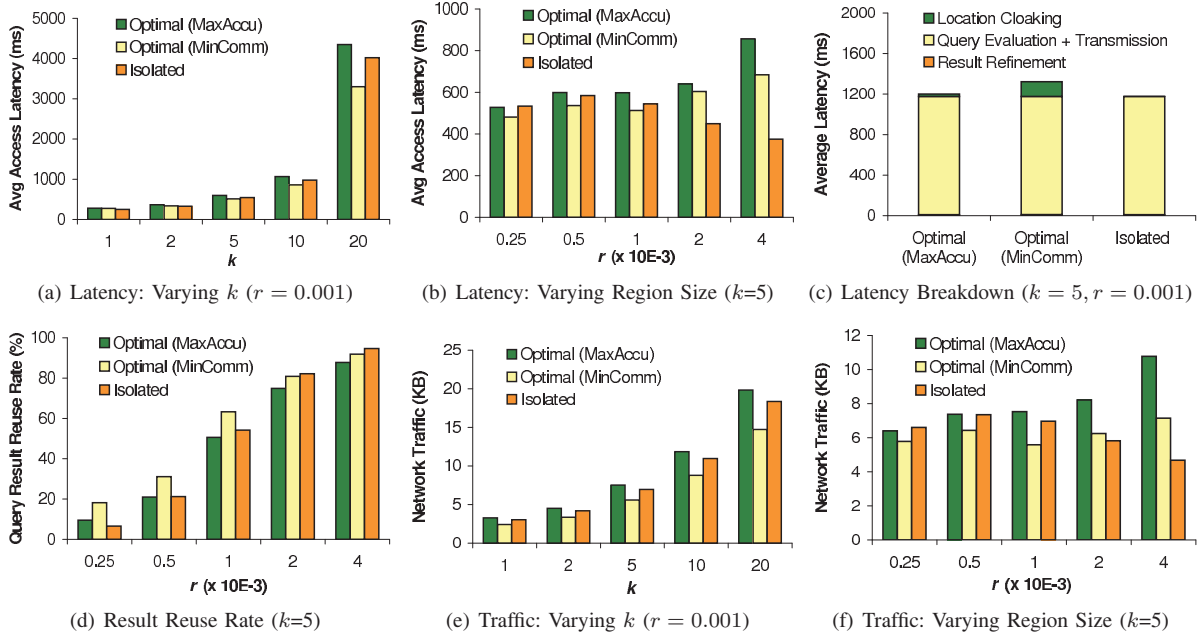 Avg Access Latency (ms)
5000
4000
3000
2000
1000
0
Optimal (MaxAccu)
Optimal (MinComm)
Isolated
1 2 5 10 20
k
(a) Latency: Varying k (r = 0.001)
Avg Access Latency (ms)
1000
800
600
400
200
0
Optimal (MaxAccu)
Optimal (MinComm)
Isolated
0.25 0.5 1 2 4
r (x 10E-3)
(b) Latency: Varying Region Size (k=5)
Average Latency (ms)
2000
1600
1200
800
400
0
Location Cloaking
Query Evaluation + Transmission
Result Refinement
Optimal Optimal Isolated
(MaxAccu) (MinComm)
(c) Latency Breakdown (k = 5, r = 0.001)
Query Result Reuse Rate (%)
100
80
60
40
20
0
Optimal (MaxAccu)
Optimal (MinComm)
Isolated
0.25 0.5 1 2 4
r (x 10E-3)
(d) Result Reuse Rate (k=5)
Network Traffic (KB)
25
20
15
10
5
0
Optimal (MaxAccu)
Optimal (MinComm)
Isolated
1 2 5 10 20
k
(e) Traffic: Varying k (r = 0.001)
Network Traffic (KB)
12
10
8
6
4
2
0
Optimal (MaxAccu)
Optimal (MinComm)
Isolated
0.25 0.5 1 2 4
r (x 10E-3)
(f) Traffic: Varying Region Size (k=5)